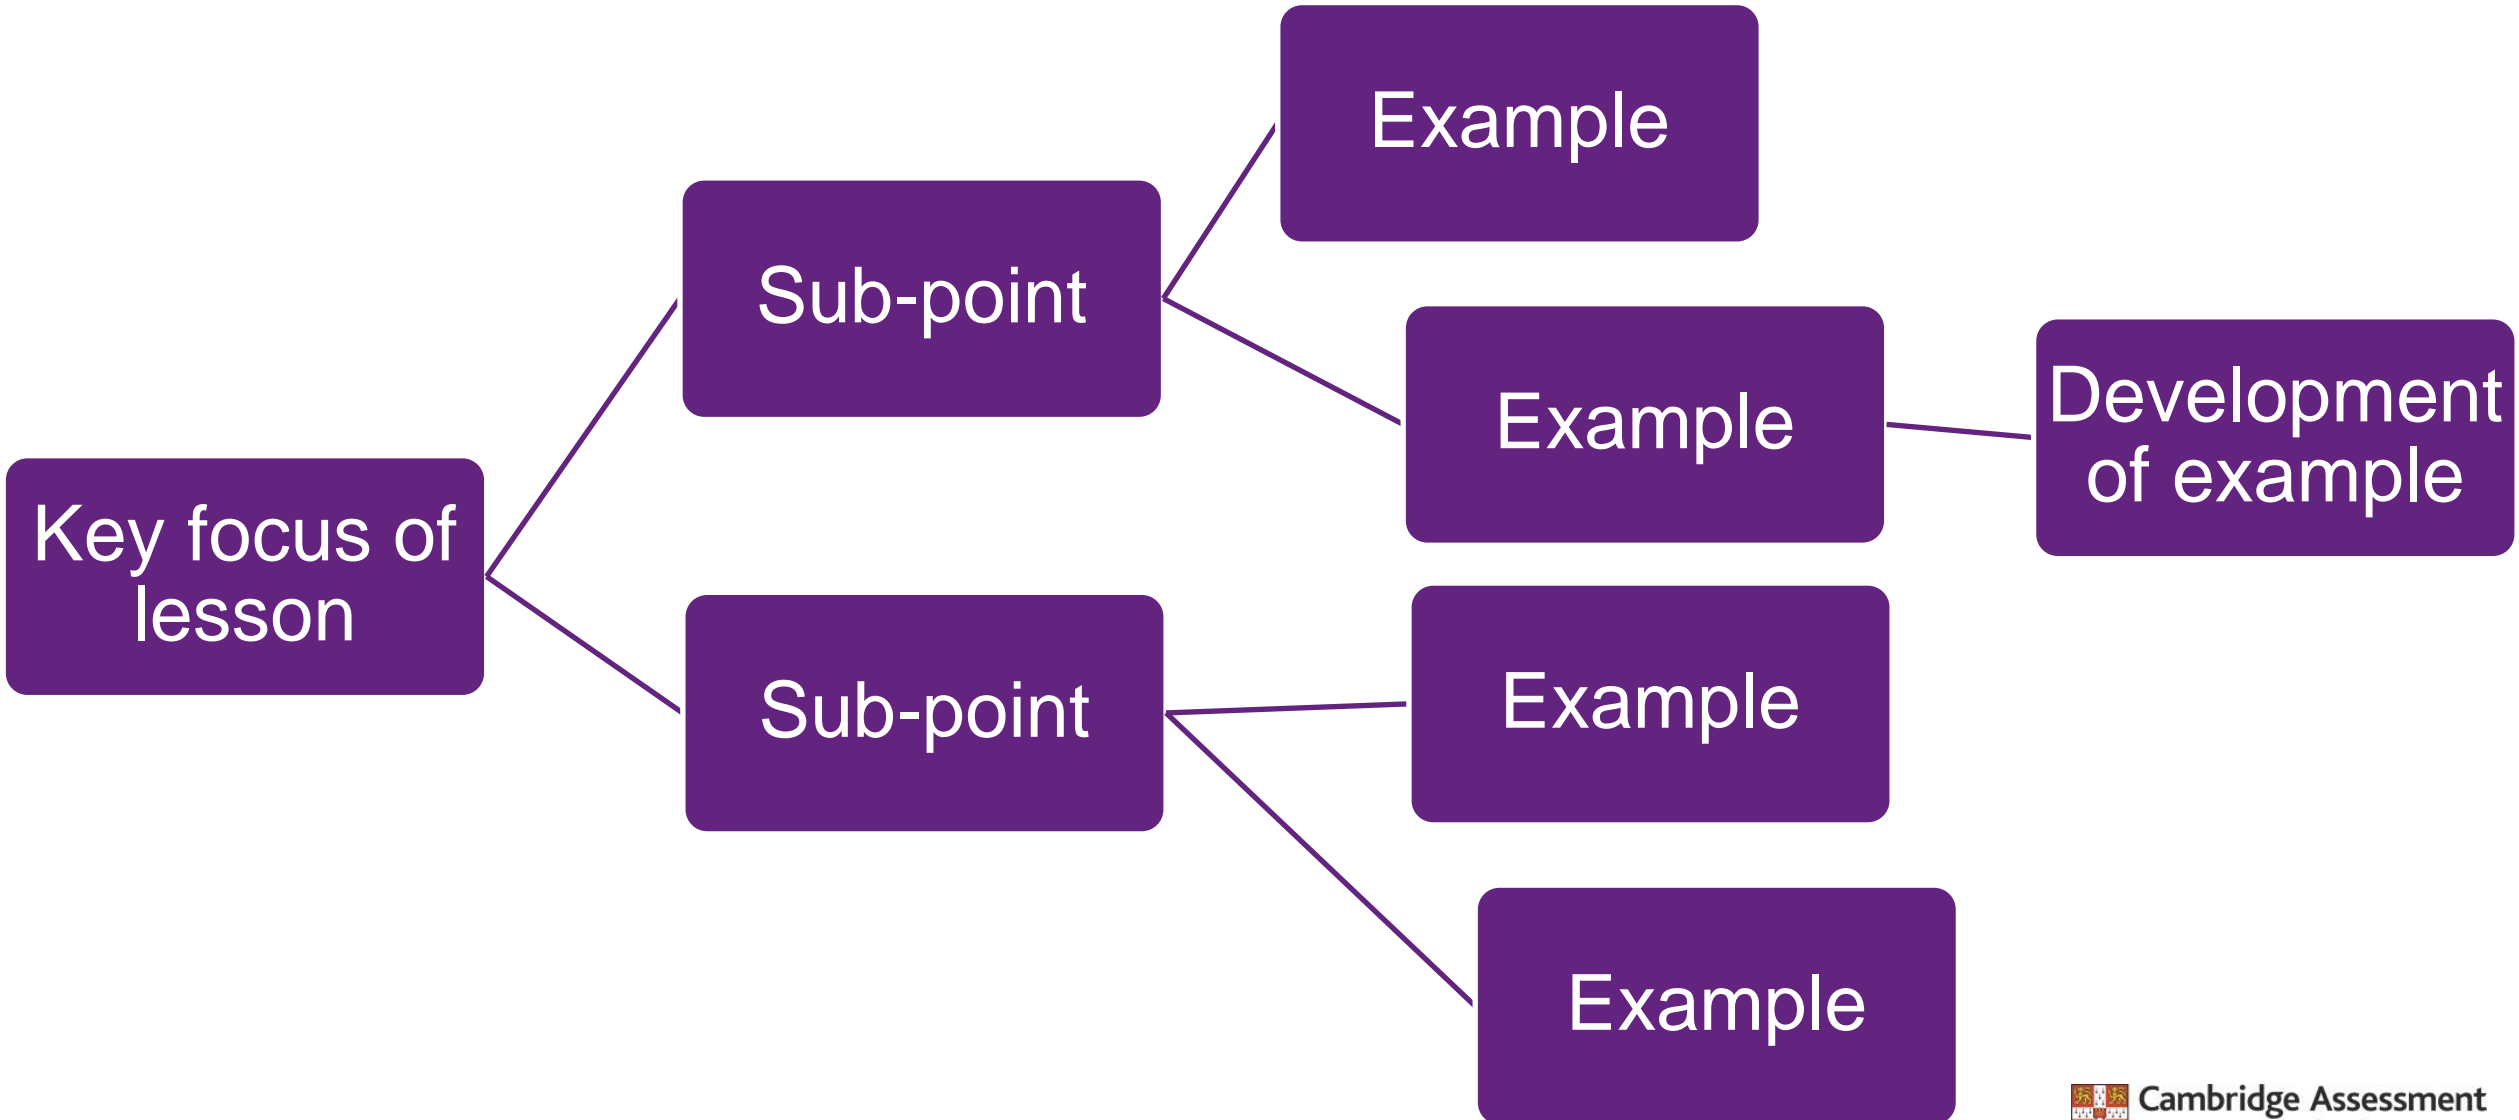 Example
Sub-point
Example
Development
of example
Key focus of
lesson
Sub-point
Example
Example
Cambridge Assessment